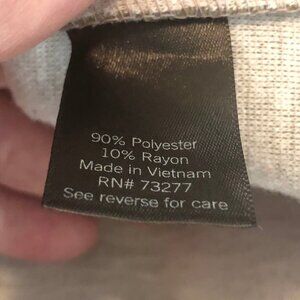 90% Polyester
10% Rayon
Made in Vietnam
RN# 73277
See reverse for care